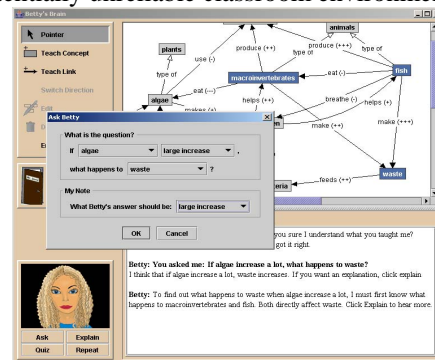 Betty's Brain
Pointer
Teach Concept
Teach Link
Switch Direction
Edit
plants
animals
type of
use (-)
produce (++)
type of
produce (+++)
type of
algae
eat (---)
macroinvertebrates
eat (-)
fish
helps (++)
breathe (-)
helps (+)
make (++)
make (+++)
feeds (++)
waste
Ask Betty
What is the question?
If algae large increase ,
what happens to waste ?
My Note
What Betty's answer should be: large increase
OK Cancel
you sure I understand what you taught me?
got it right.
Betty: You asked me: If algae increase a lot, what happens to waste?
I think that if algae increase a lot, waste increases. If you want an explanation, click explain
Betty: To find out what happens to waste when algae increase a lot, I must first know what
happens to macroinvertebrates and fish. Both directly affect waste. Click Explain to hear more.
Ask Explain
Quiz Repeat